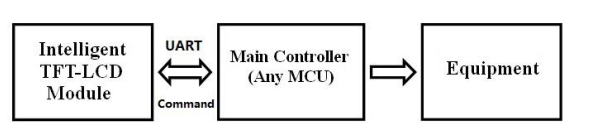 Intelligent
TFT-LCD
Module
UART
Command
Main Controller
(Any MCU)
Equipment